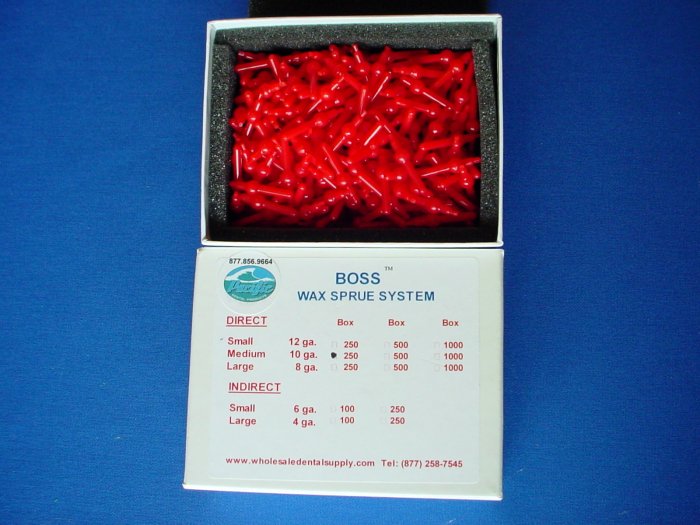 877.856.9664
BOSS™
WAX SPRUE SYSTEM
DIRECT Box Box Box
Small 12 ga. 250 500 1000
Medium 10 ga. 250 500 1000
Large 8 ga. 250 500 1000
INDIRECT
Small 6 ga. 100 250
Large 4 ga. 100 250
www.wholesaledentalsupply.com Tel: (877) 258-7545